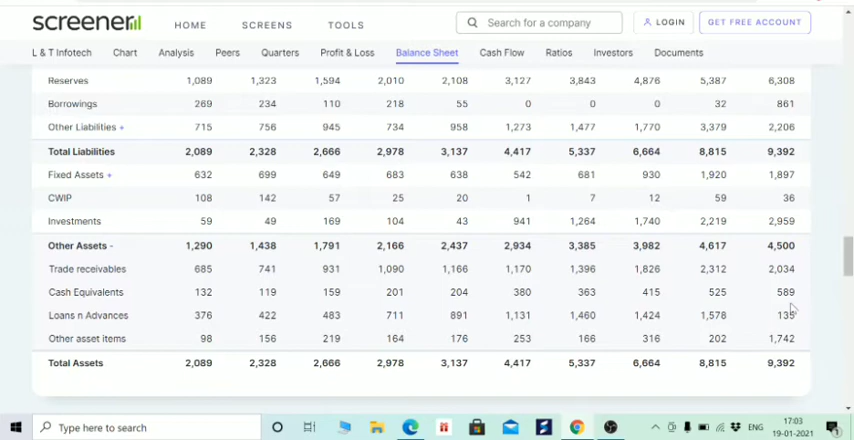 screener
HOME SCREENS TOOLS Search for a company LOGIN GET FREE ACCOUNT
L & T Infotech Chart Analysis Peers Quarters Profit & Loss Balance Sheet Cash Flow Ratios Investors Documents
Reserves 1,089 1,323 1,594 2,010 2,108 3,127 3,843 4,876 5,387 6,308
Borrowings 269 234 110 218 55 0 0 0 32 861
Other Liabilities + 715 756 945 734 958 1,273 1,477 1,770 3,379 2,206
Total Liabilities 2,089 2,328 2,666 2,978 3,137 4,417 5,337 6,664 8,815 9,392
Fixed Assets + 632 699 649 683 638 542 681 930 1,920 1,897
CWIP 108 142 57 25 20 1 7 12 59 36
Investments 59 49 169 104 43 941 1,264 1,740 2,219 2,959
Other Assets - 1,290 1,438 1,791 2,166 2,437 2,934 3,385 3,982 4,617 4,500
Trade receivables 685 741 931 1,090 1,166 1,170 1,396 1,826 2,312 2,034
Cash Equivalents 132 119 159 201 204 380 363 415 525 589
Loans n Advances 376 422 483 711 891 1,131 1,460 1,424 1,578 135
Other asset items 98 156 219 164 176 253 166 316 202 1,742
Total Assets 2,089 2,328 2,666 2,978 3,137 4,417 5,337 6,664 8,815 9,392
Type here to search ENG 17:03
19-01-2021